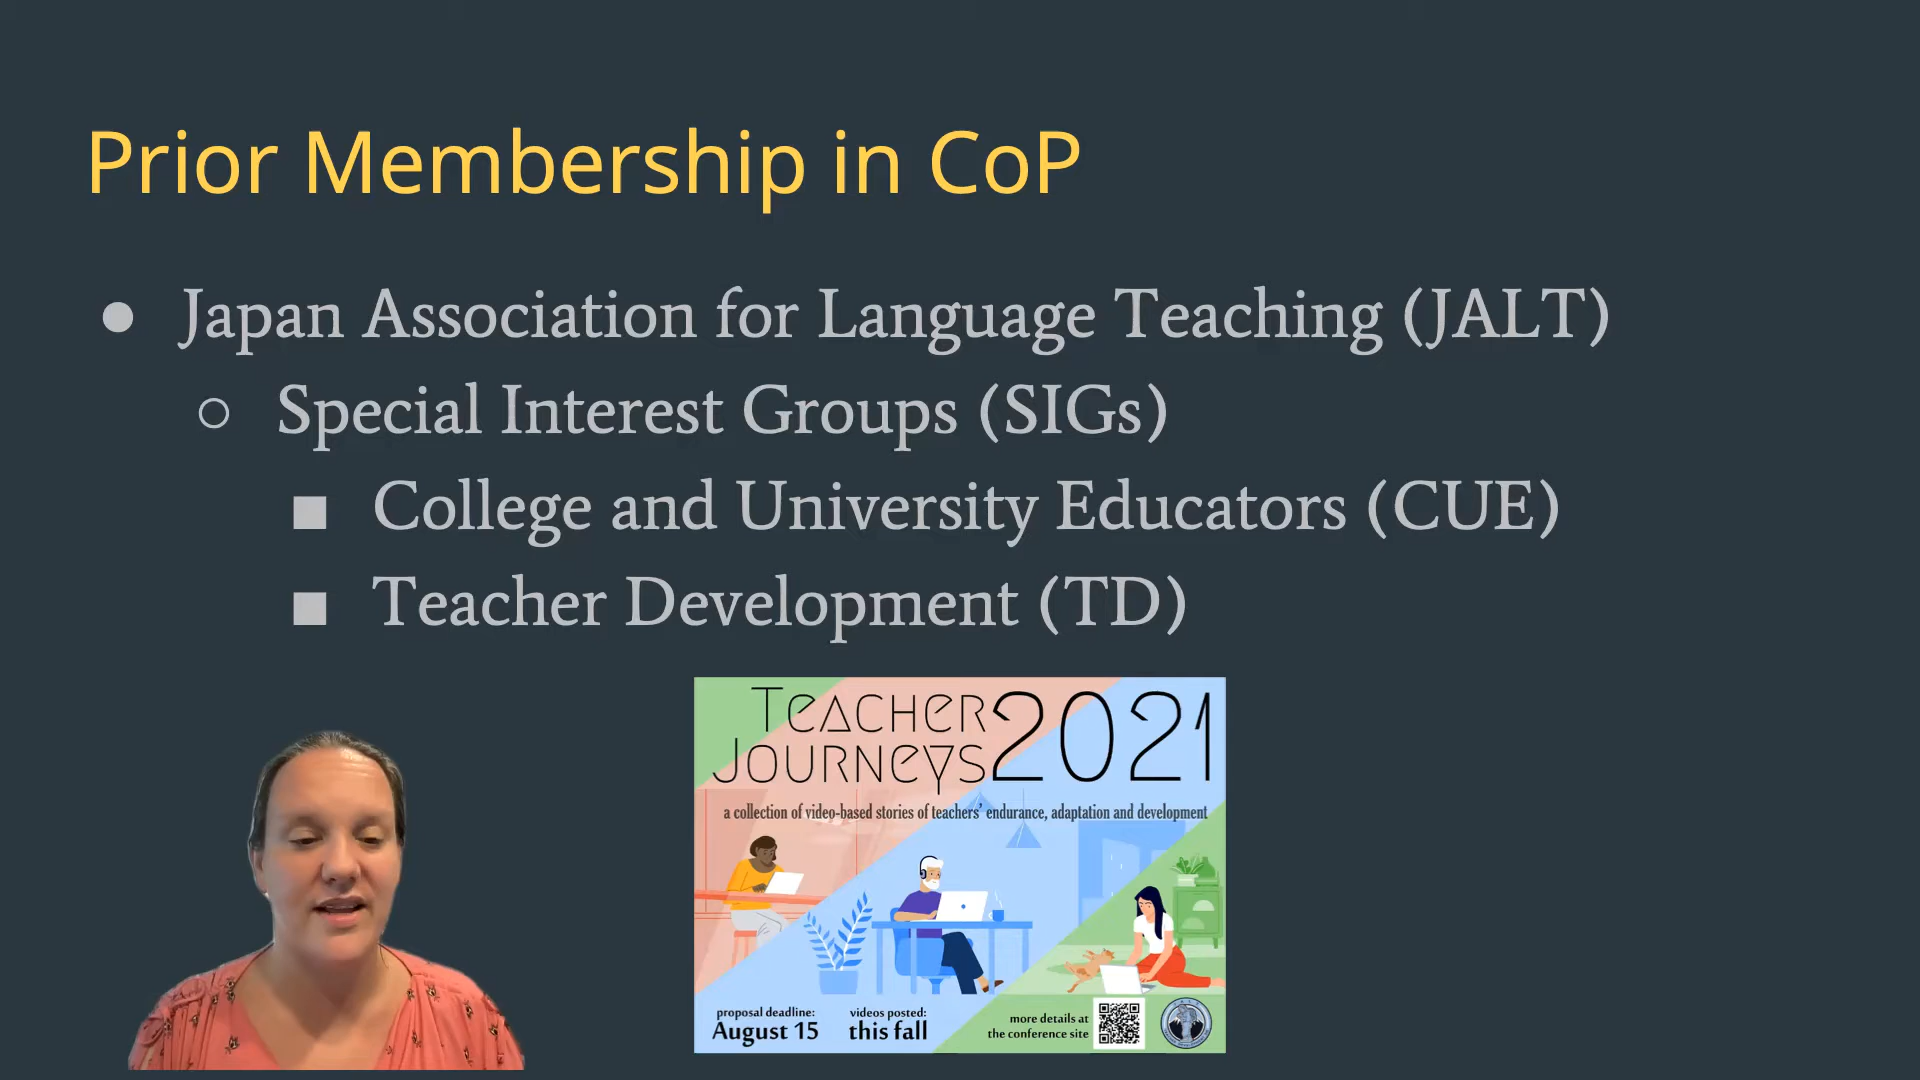 Prior Membership in CoP
Japan Association for Language Teaching (JALT)
Special Interest Groups (SIGs)
College and University Educators (CUE)
Teacher Development (TD)
TEACHER
JOURNEYS 2021
a collection of video-based stories of teachers' endurance, adaptation and development
proposal deadline:
August 15
videos posted:
this fall
more details at
the conference site